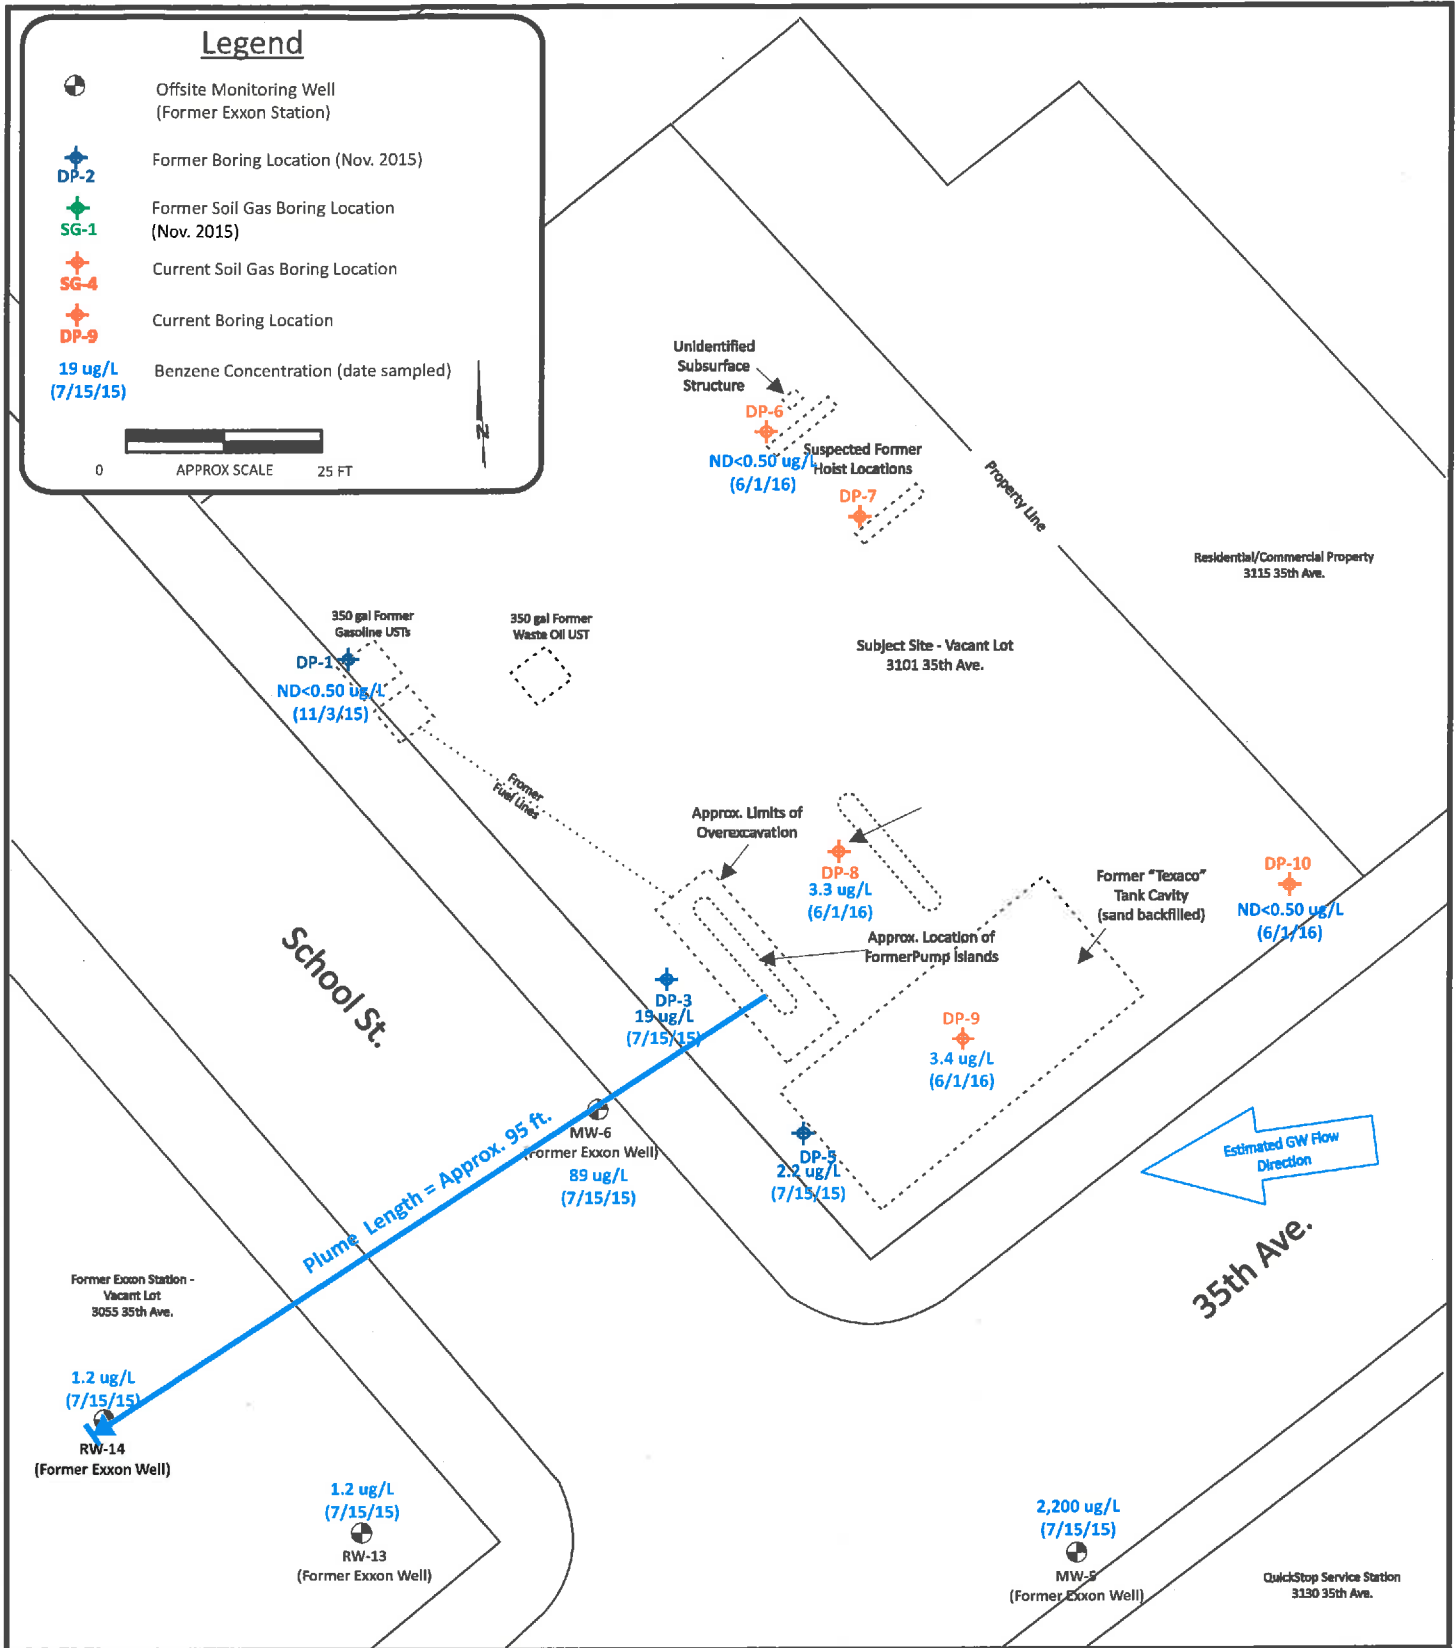 Legend
Offsite Monitoring Well
(Former Exxon Station)
DP-2
Former Boring Location (Nov. 2015)
SG-1
Former Soil Gas Boring Location
(Nov. 2015)
SG-4
Current Soil Gas Boring Location
DP-9
Current Boring Location
19 ug/L
(7/15/15)
Benzene Concentration (date sampled)
N
0
APPROX SCALE
25 FT
Unidentified
Subsurface
Structure
DP-6
ND<0.50 ug/L
(6/1/16)
Suspected Former
Hoist Locations
DP-7
Property Line
Residential/Commercial Property
3115 35th Ave.
350 gal Former
Gasoline USTs
350 gal Former
Waste Oil UST
DP-1
ND<0.50 ug/L
(11/3/15)
Subject Site - Vacant Lot
3101 35th Ave.
Fromer
Fuel Lines
Approx. Limits of
Overexcavation
DP-8
3.3 ug/L
(6/1/16)
Former "Texaco"
Tank Cavity
(sand backfilled)
DP-10
ND<0.50 ug/L
(6/1/16)
Approx. Location of
FormerPump Islands
School St.
DP-3
19 ug/L
(7/15/15)
DP-9
3.4 ug/L
(6/1/16)
MW-6
(Former Exxon Well)
89 ug/L
(7/15/15)
DP-5
2.2 ug/L
(7/15/15)
Estimated GW Flow
Direction
Plume Length = Approx. 95 ft.
35th Ave.
Former Exxon Station -
Vacant Lot
3055 35th Ave.
1.2 ug/L
(7/15/15)
RW-14
(Former Exxon Well)
1.2 ug/L
(7/15/15)
RW-13
(Former Exxon Well)
2,200 ug/L
(7/15/15)
MW-5
(Former Exxon Well)
QuickStop Service Station
3130 35th Ave.